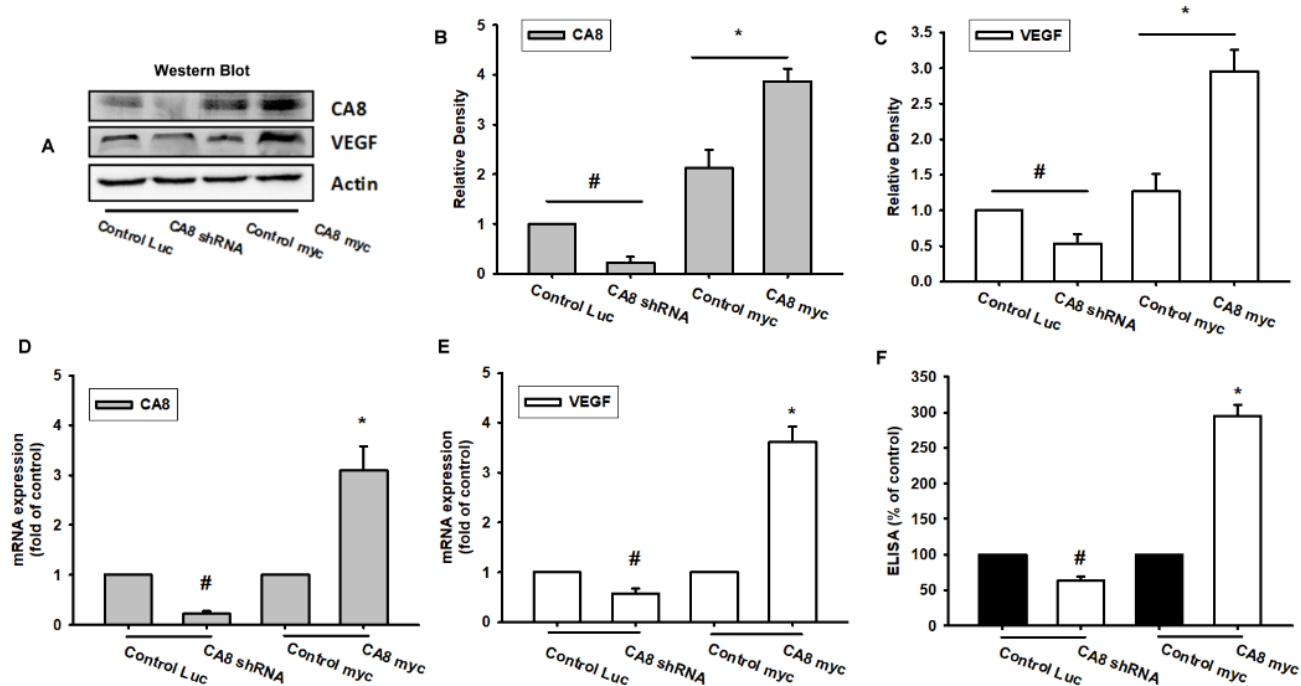 A
Western Blot
CA8
VEGF
Actin
Control Luc
CA8 shRNA
Control myc
CA8 myc
B
CA8
*
#
Relative Density
5
4
3
2
1
0
Control Luc
CA8 shRNA
Control myc
CA8 myc
C
VEGF
*
#
Relative Density
3.5
3.0
2.5
2.0
1.5
1.0
0.5
0.0
Control Luc
CA8 shRNA
Control myc
CA8 myc
D
CA8
*
#
mRNA expression
(fold of control)
5
4
3
2
1
0
Control Luc
CA8 shRNA
Control myc
CA8 myc
E
VEGF
*
#
mRNA expression
(fold of control)
5
4
3
2
1
0
Control Luc
CA8 shRNA
Control myc
CA8 myc
F
*
#
ELISA (% of control)
350
300
250
200
150
100
50
0
Control Luc
CA8 shRNA
Control myc
CA8 myc